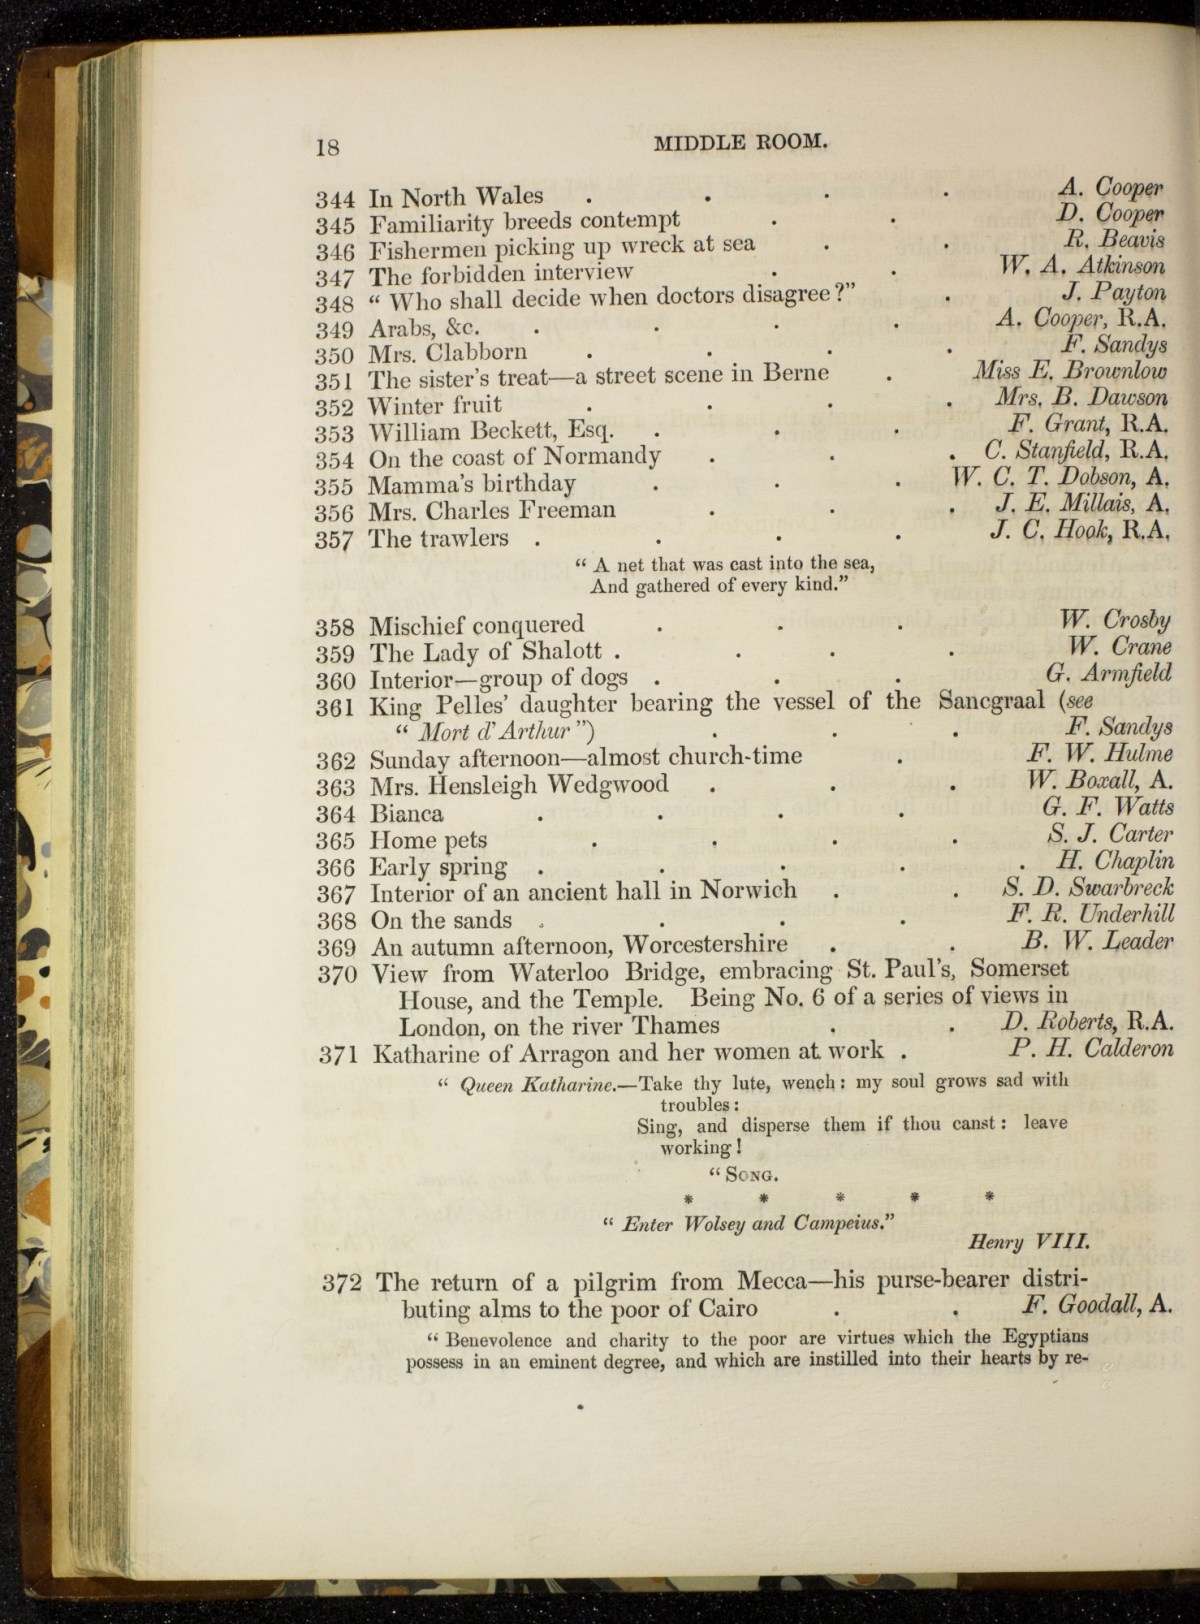 18 MIDDLE ROOM.
344 In North Wales . . . . A. Cooper
345 Familiarity breeds contempt . . D. Cooper
346 Fishermen picking up wreck at sea . . R. Beavis
347 The forbidden interview . . W. A. Atkinson
348 “ Who shall decide when doctors disagree?” . J. Payton
349 Arabs, &c. . . . . A. Cooper, R.A.
350 Mrs. Clabborn . . . . F. Sandys
351 The sister’s treat—a street scene in Berne . Miss E. Brownlow
352 Winter fruit . . . . Mrs. B. Dawson
353 William Beckett, Esq. . . . F. Grant, R.A.
354 On the coast of Normandy . . . C. Stanfield, R.A.
355 Mamma’s birthday . . . W. C. T. Dobson, A.
356 Mrs. Charles Freeman . . . J. E. Millais, A.
357 The trawlers . . . . J. C. Hook, R.A.
“ A net that was cast into the sea,
And gathered of every kind.”
358 Mischief conquered . . . W. Crosby
359 The Lady of Shalott . . . . W. Crane
360 Interior—group of dogs . . . G. Armfield
361 King Pelles’ daughter bearing the vessel of the Sancgraal (see
“ Mort d’Arthur ”) . . . F. Sandys
362 Sunday afternoon—almost church-time . F. W. Hulme
363 Mrs. Hensleigh Wedgwood . . . W. Boxall, A.
364 Bianca . . . . G. F. Watts
365 Home pets . . . . S. J. Carter
366 Early spring . . . . . H. Chaplin
367 Interior of an ancient hall in Norwich . . S. D. Swarbreck
368 On the sands . . . . F. R. Underhill
369 An autumn afternoon, Worcestershire . . B. W. Leader
370 View from Waterloo Bridge, embracing St. Paul’s, Somerset
House, and the Temple. Being No. 6 of a series of views in
London, on the river Thames . . D. Roberts, R.A.
371 Katharine of Arragon and her women at work . P. H. Calderon
“ Queen Katharine.—Take thy lute, wench: my soul grows sad with
troubles:
Sing, and disperse them if thou canst: leave
working!
“ SONG.
* * * * *
“ Enter Wolsey and Campeius.”
Henry VIII.
372 The return of a pilgrim from Mecca—his purse-bearer distri-
buting alms to the poor of Cairo . . F. Goodall, A.
“ Benevolence and charity to the poor are virtues which the Egyptians
possess in an eminent degree, and which are instilled into their hearts by re-